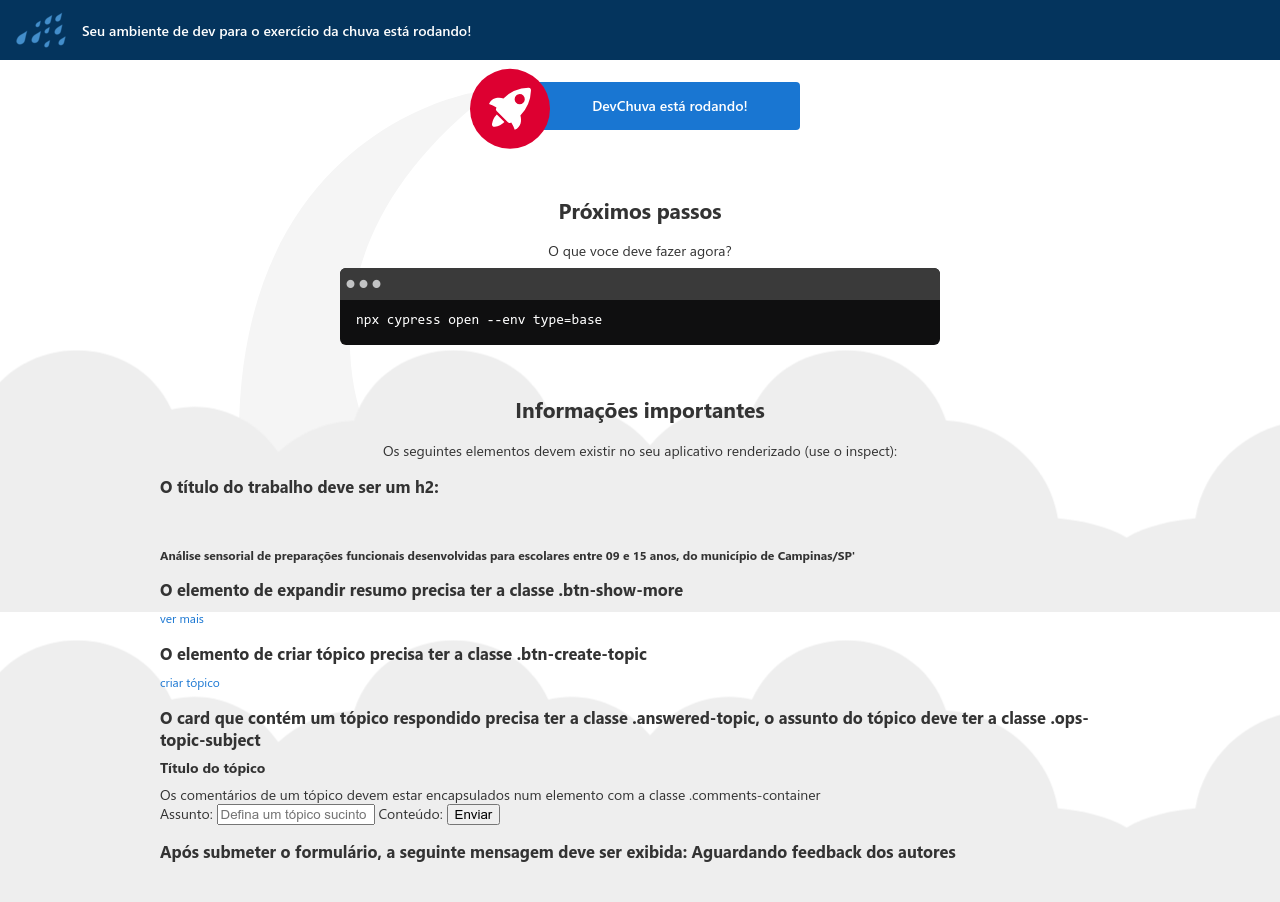 Seu ambiente de dev para o exercício da chuva está rodando!
DevChuva está rodando!
Próximos passos
O que voce deve fazer agora?
npx cypress open --env type=base
Informações importantes
Os seguintes elementos devem existir no seu aplicativo renderizado (use o inspect):
O título do trabalho deve ser um h2:
Análise sensorial de preparações funcionais desenvolvidas para escolares entre 09 e 15 anos, do município de Campinas/SP'
O elemento de expandir resumo precisa ter a classe .btn-show-more
ver mais
O elemento de criar tópico precisa ter a classe .btn-create-topic
criar tópico
O card que contém um tópico respondido precisa ter a classe .answered-topic, o assunto do tópico deve ter a classe .ops-
topic-subject
Título do tópico
Os comentários de um tópico devem estar encapsulados num elemento com a classe .comments-container
Assunto: Defina um tópico sucinto Conteúdo: Enviar
Após submeter o formulário, a seguinte mensagem deve ser exibida: Aguardando feedback dos autores